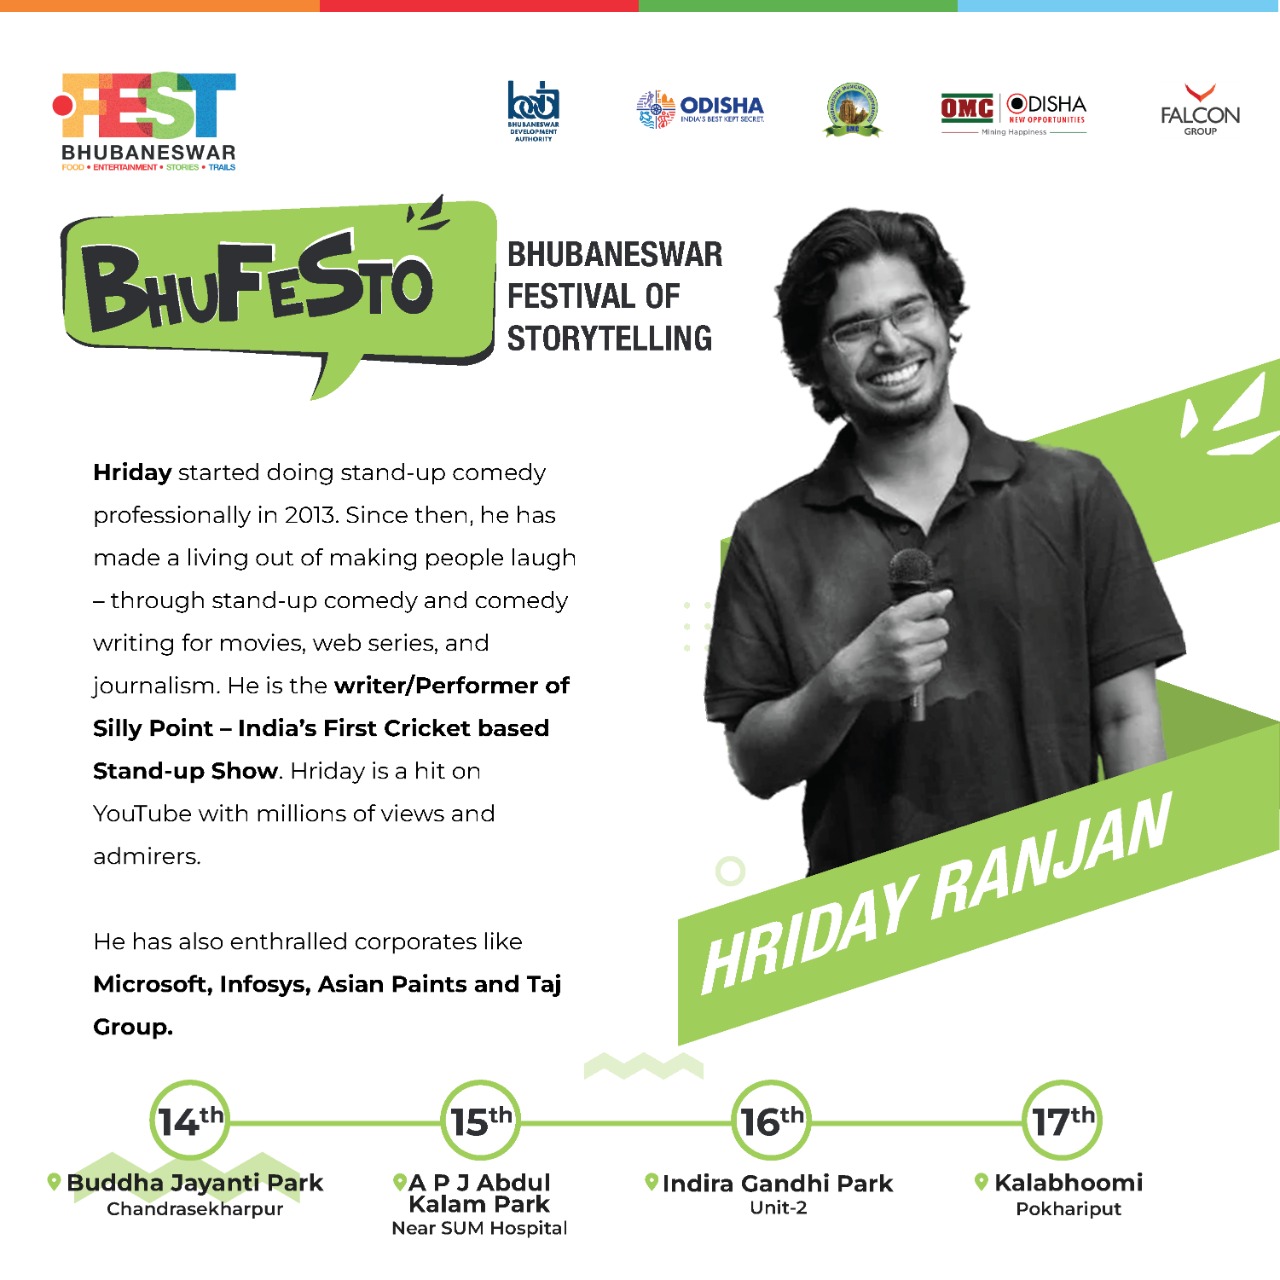 FEST
BHUBANESWAR
FOOD • ENTERTAINMENT • STORIES • TRAILS
bda
BHUBANESWAR
DEVELOPMENT
AUTHORITY
ODISHA
INDIA'S BEST KEPT SECRET.
BMC
OMC
ODISHA
NEW OPPORTUNITIES
Mining Happiness
FALCON
GROUP
BHUFESTO
BHUBANESWAR
FESTIVAL OF
STORYTELLING
Hriday started doing stand-up comedy
professionally in 2013. Since then, he has
made a living out of making people laugh
– through stand-up comedy and comedy
writing for movies, web series, and
journalism. He is the writer/Performer of
Silly Point – India's First Cricket based
Stand-up Show. Hriday is a hit on
YouTube with millions of views and
admirers.
He has also enthralled corporates like
Microsoft, Infosys, Asian Paints and Taj
Group.
HRIDAY RANJAN
14th
Buddha Jayanti Park
Chandrasekharpur
15th
A P J Abdul
Kalam Park
Near SUM Hospital
16th
Indira Gandhi Park
Unit-2
17th
Kalabhoomi
Pokhariput